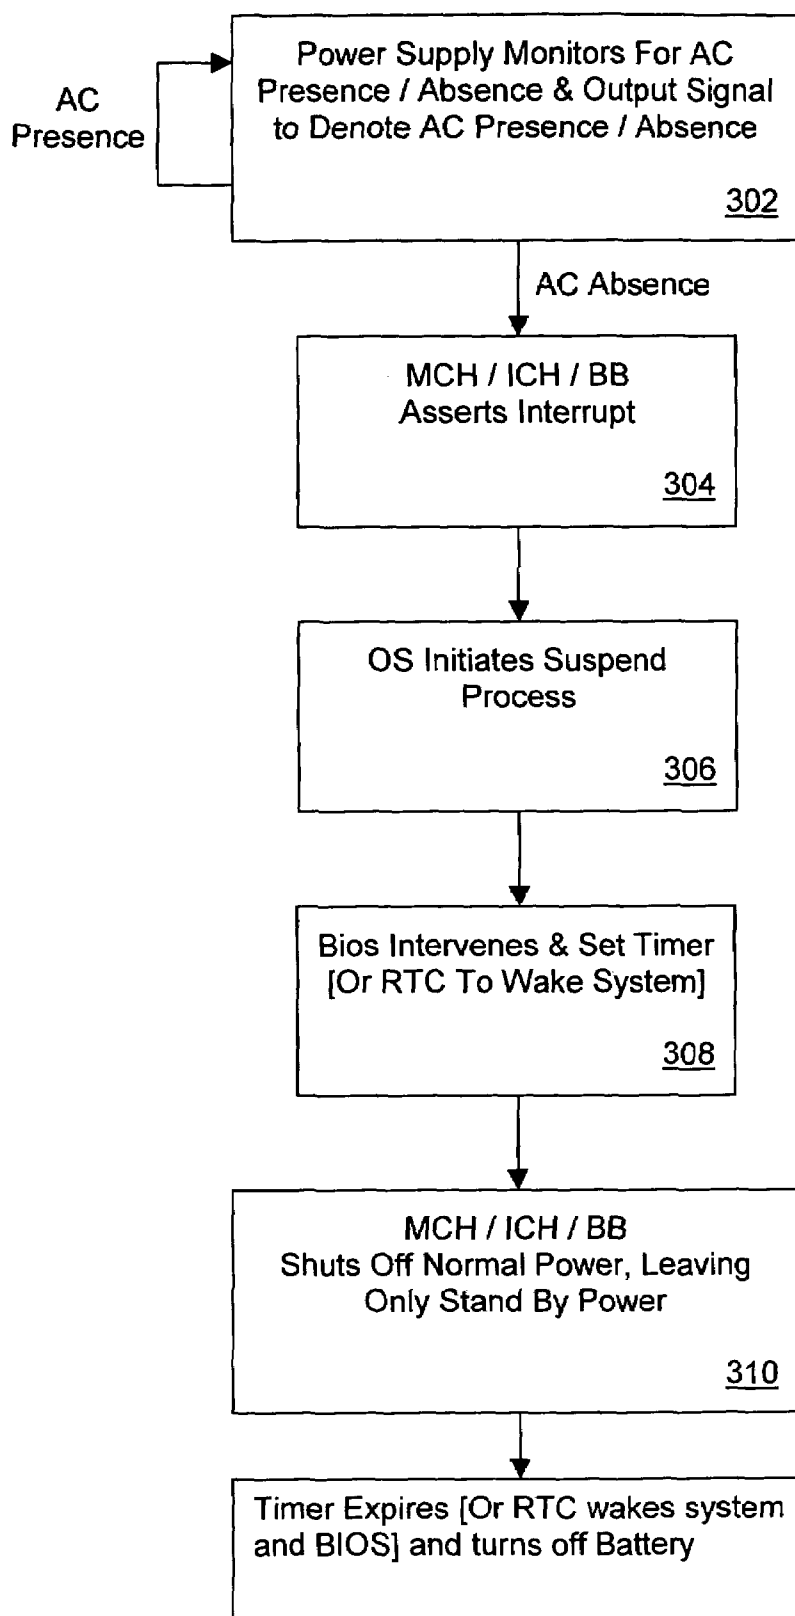 Power Supply Monitors For AC
Presence / Absence & Output Signal
to Denote AC Presence / Absence
302
AC
Presence
AC Absence
MCH / ICH / BB
Asserts Interrupt
304
OS Initiates Suspend
Process
306
Bios Intervenes & Set Timer
[Or RTC To Wake System]
308
MCH / ICH / BB
Shuts Off Normal Power, Leaving
Only Stand By Power
310
Timer Expires [Or RTC wakes system
and BIOS] and turns off Battery